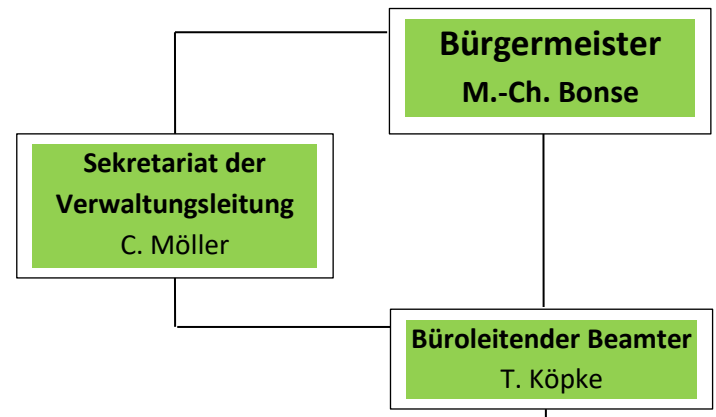 Bürgermeister
M.-Ch. Bonse
Sekretariat der
Verwaltungsleitung
C. Möller
Büroleitender Beamter
T. Köpke